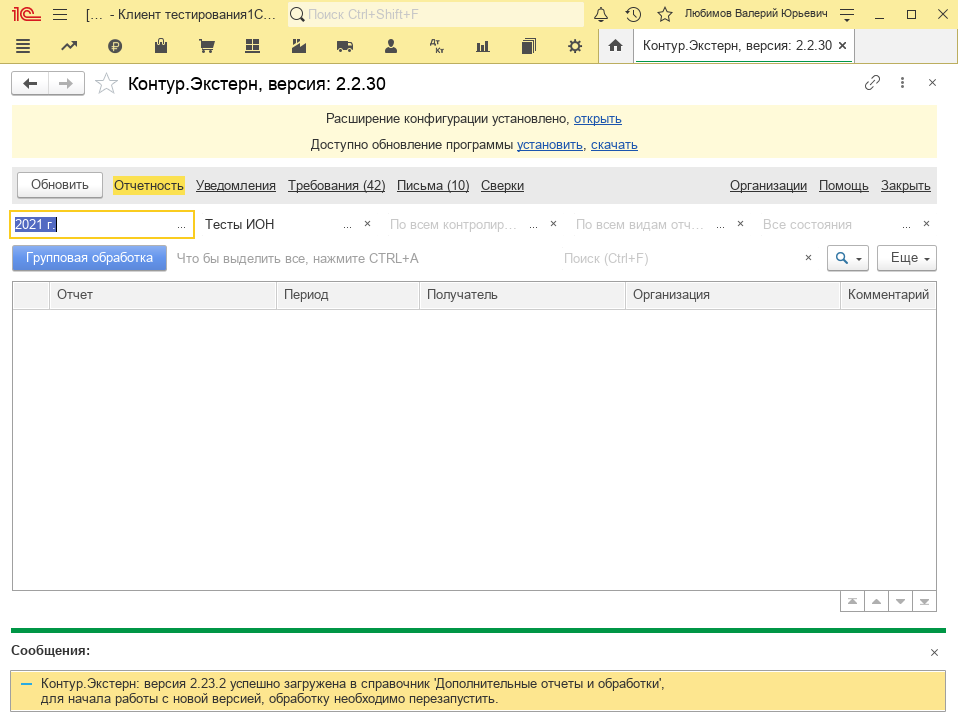 1С [... - Клиент тестирования1С... Поиск Ctrl+Shift+F Любимов Валерий Юрьевич
Дт Кт Контур.Экстерн, версия: 2.2.30 ×
Контур.Экстерн, версия: 2.2.30
Расширение конфигурации установлено, открыть
Доступно обновление программы установить, скачать
Обновить Отчетность Уведомления Требования (42) Письма (10) Сверки Организации Помощь Закрыть
2021 г. ... Тесты ИОН ... × По всем контролир... ... × По всем видам отч... ... × Все состояния ... ×
Групповая обработка Что бы выделить все, нажмите CTRL+A Поиск (Ctrl+F) × Еще
Отчет Период Получатель Организация Комментарий
Сообщения:
Контур.Экстерн: версия 2.23.2 успешно загружена в справочник 'Дополнительные отчеты и обработки',
для начала работы с новой версией, обработку необходимо перезапустить.